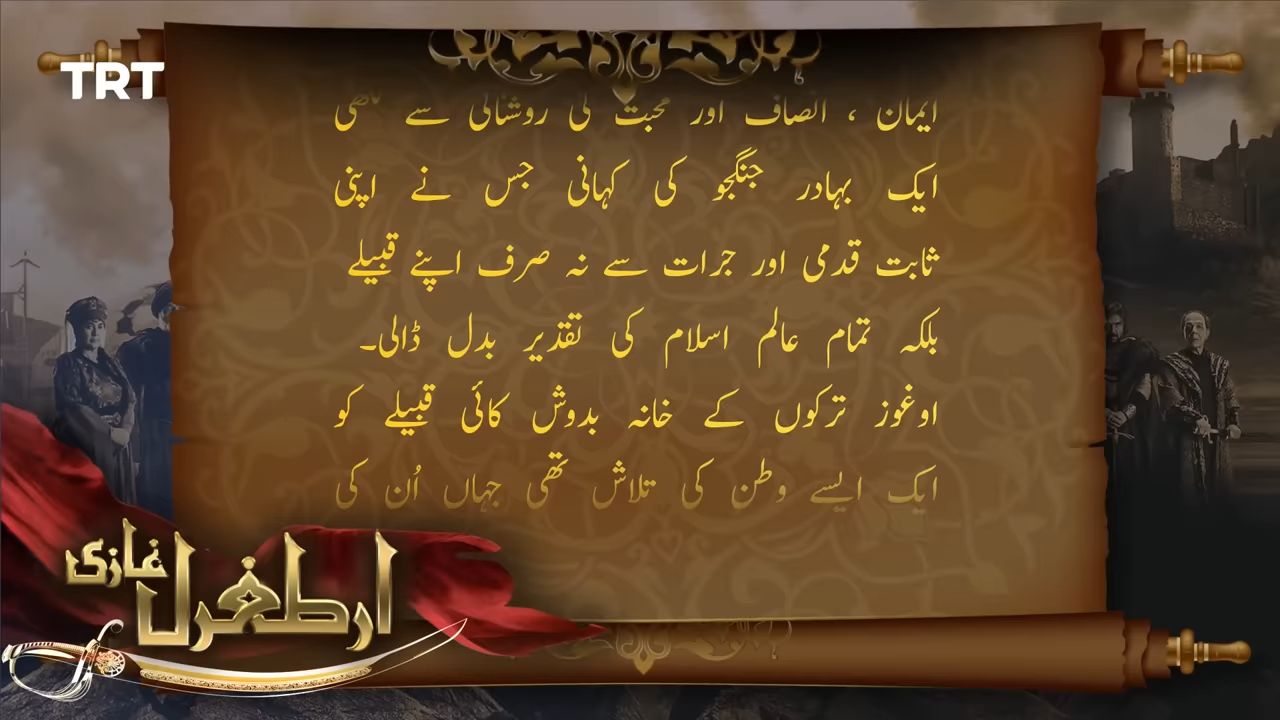 TRT
ایمان ، انصاف اور محبت کی روشنائی سے لکھی
ایک بہادر جنگجو کی کہانی جس نے اپنی
ثابت قدمی اور جرات سے نہ صرف اپنے قبیلے
بلکہ تمام عالم اسلام کی تقدیر بدل ڈالی۔
اوغوز ترکوں کے خانہ بدوش کائی قبیلے کو
ایک ایسے وطن کی تلاش تھی جہاں اُن کی
ارطغرل غازی